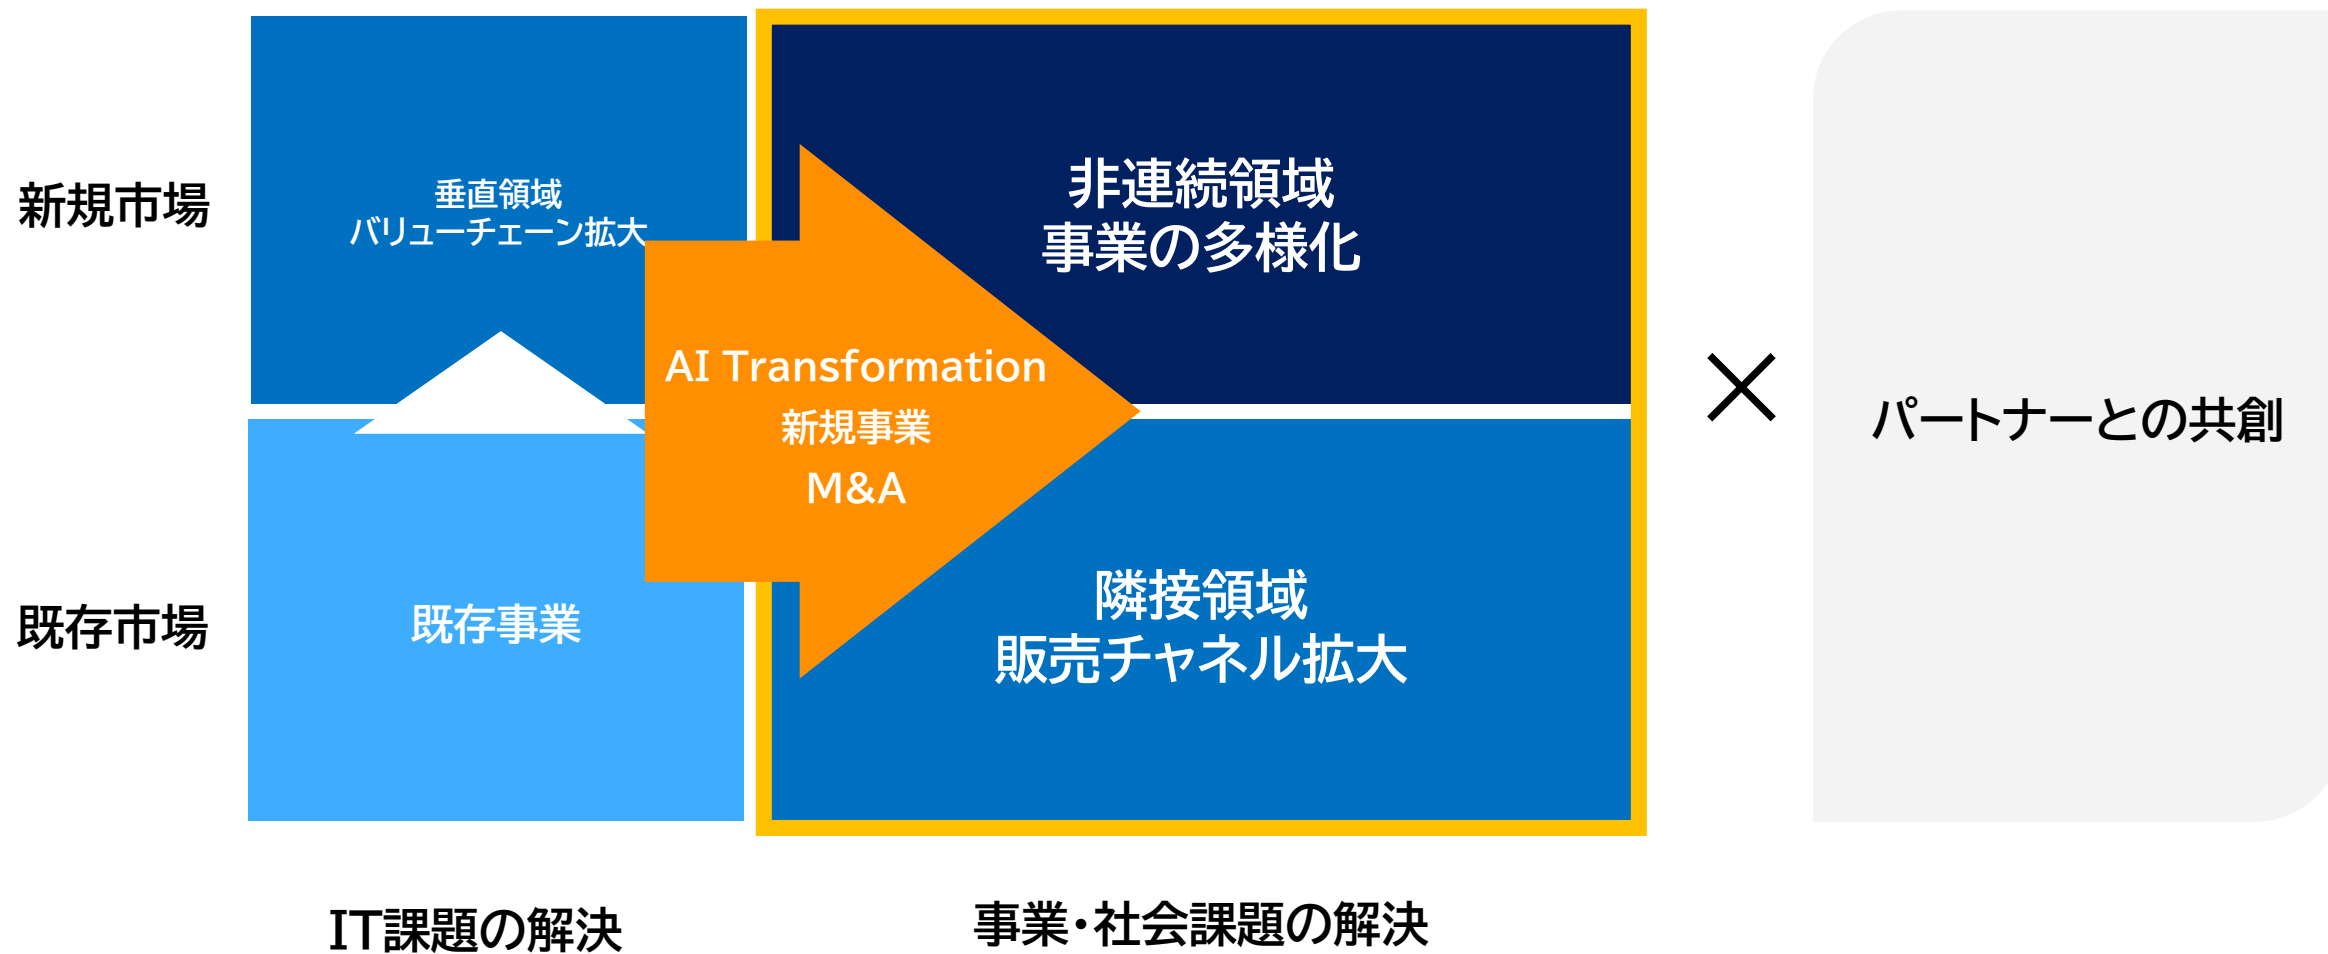 新規市場
垂直領域
バリューチェーン拡大
非連続領域
事業の多様化
AI Transformation
新規事業
M&A
×
パートナーとの共創
既存市場
既存事業
隣接領域
販売チャネル拡大
IT課題の解決
事業・社会課題の解決